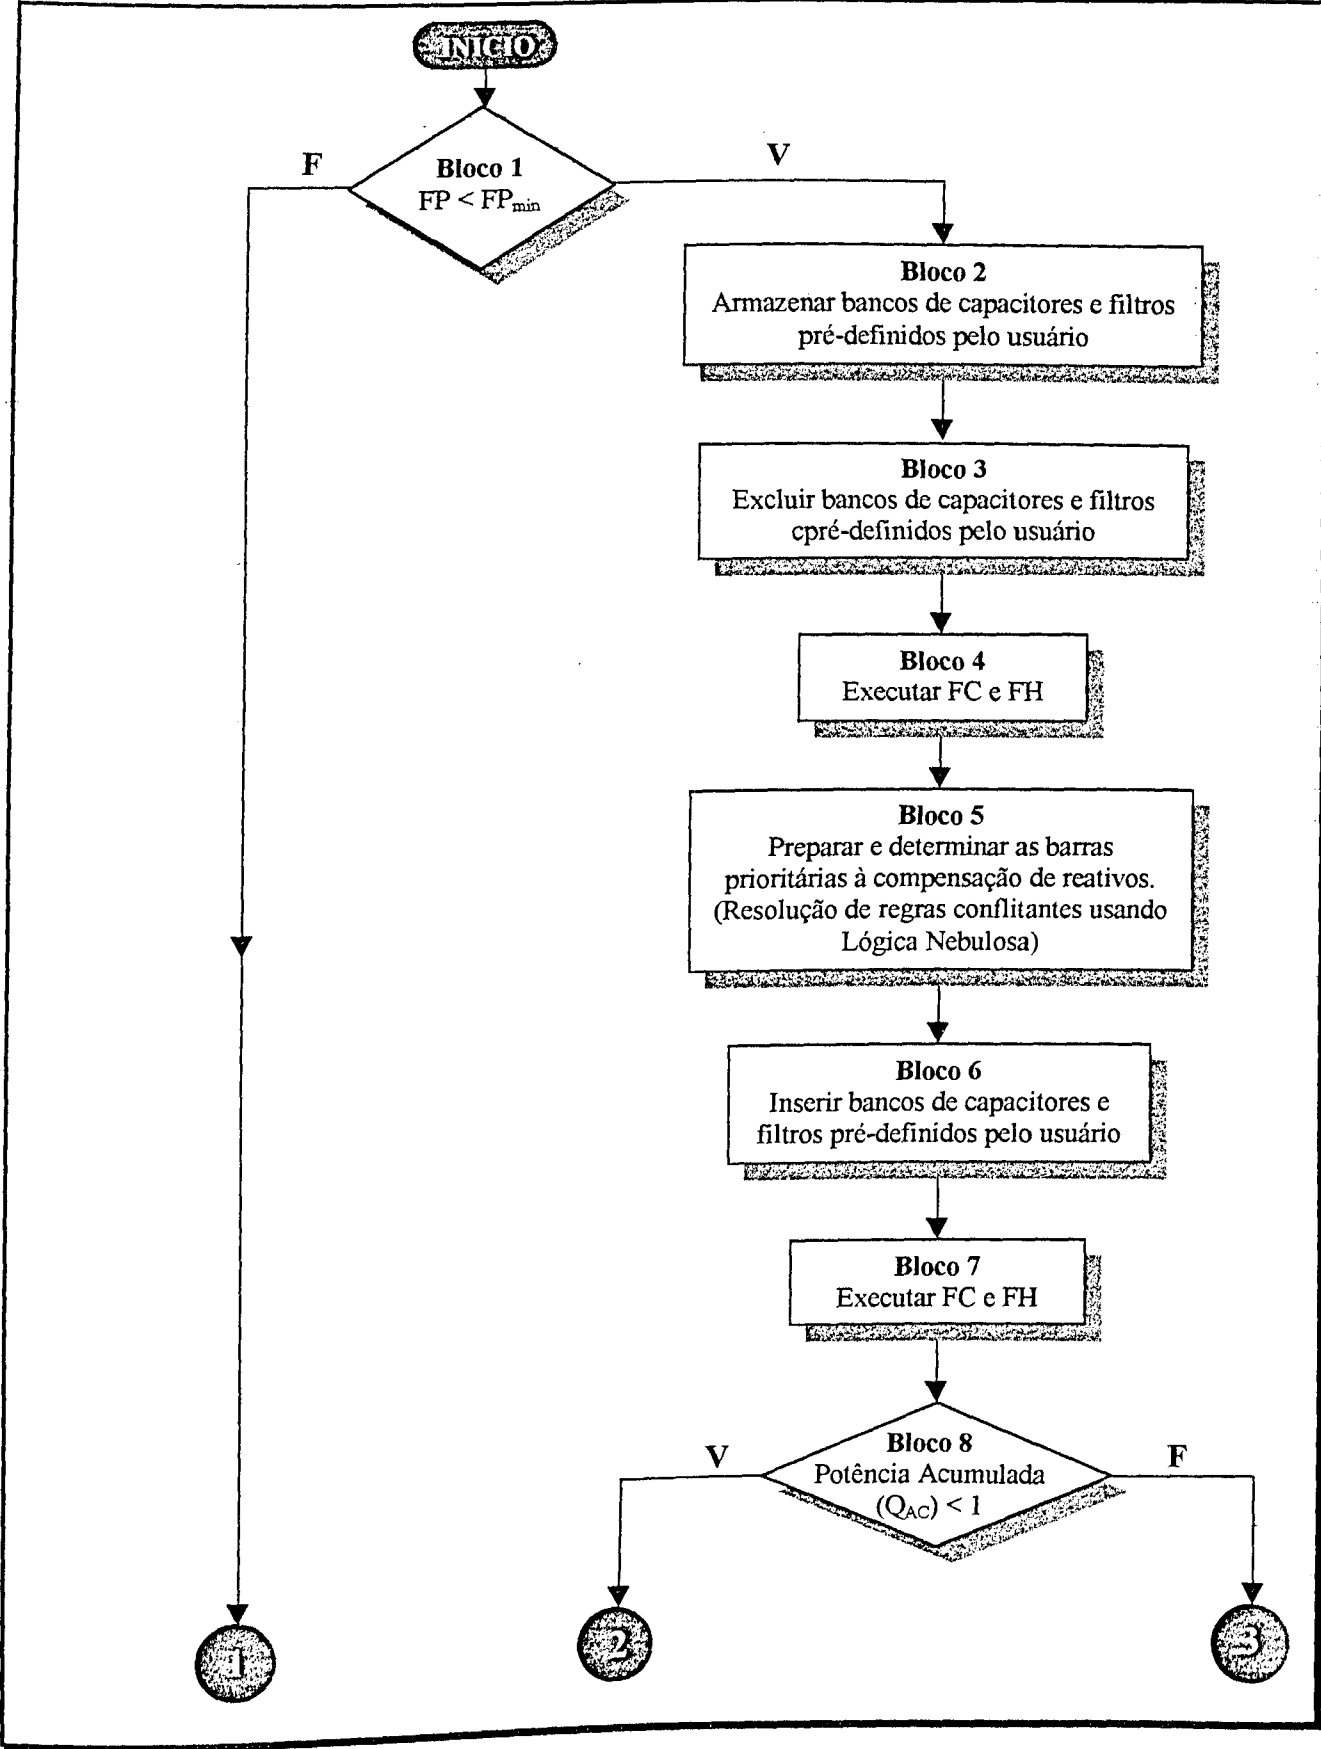 INICIO
F
V
Bloco 1
FP < FPmin
Bloco 2
Armazenar bancos de capacitores e filtros
pré-definidos pelo usuário
Bloco 3
Excluir bancos de capacitores e filtros
cpré-definidos pelo usuário
Bloco 4
Executar FC e FH
Bloco 5
Preparar e determinar as barras
prioritárias à compensação de reativos.
(Resolução de regras conflitantes usando
Lógica Nebulosa)
Bloco 6
Inserir bancos de capacitores e
filtros pré-definidos pelo usuário
Bloco 7
Executar FC e FH
V
Bloco 8
F
Potência Acumulada
(QAC) < 1
1
2
3